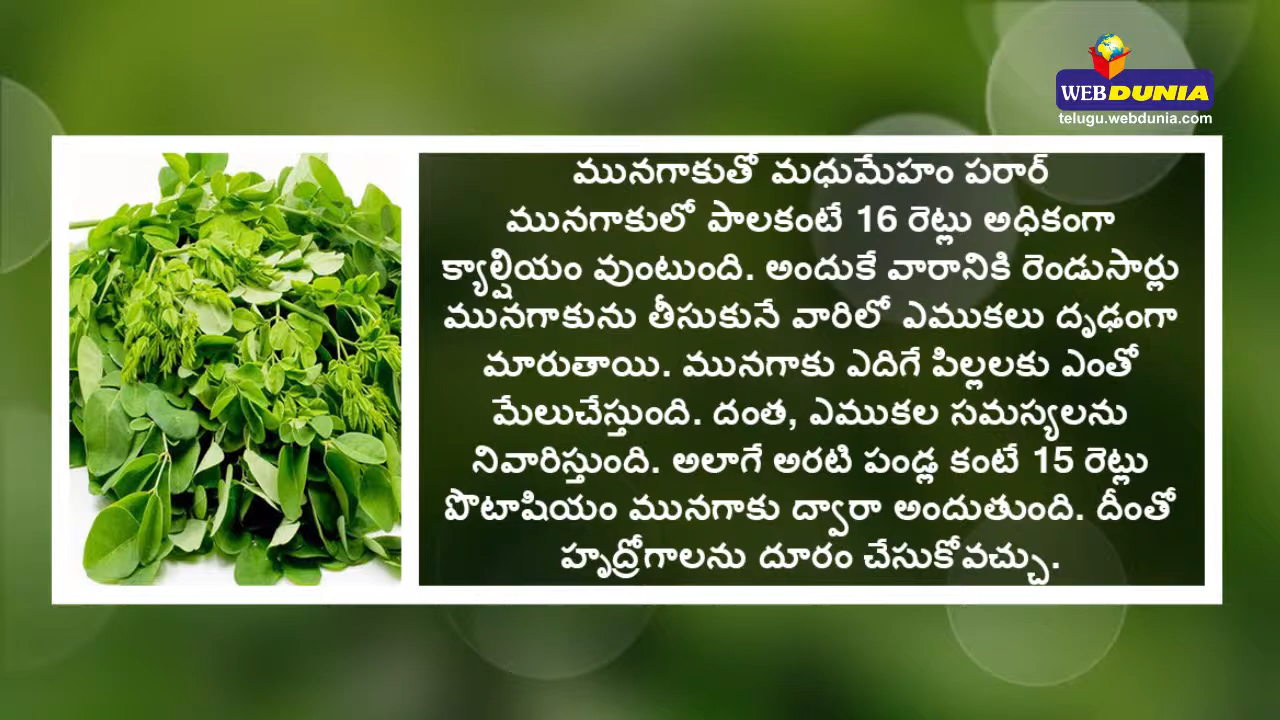 WEBDUNIA
telugu.webdunia.com
మునగాకుతో మధుమేహం పరార్
మునగాకులో పాలకంటే 16 రెట్లు అధికంగా
క్యాల్షియం వుంటుంది. అందుకే వారానికి రెండుసార్లు
మునగాకును తీసుకునే వారిలో ఎముకలు దృఢంగా
మారుతాయి. మునగాకు ఎదిగే పిల్లలకు ఎంతో
మేలుచేస్తుంది. దంత, ఎముకల సమస్యలను
నివారిస్తుంది. అలాగే అరటి పండ్ల కంటే 15 రెట్లు
పొటాషియం మునగాకు ద్వారా అందుతుంది. దీంతో
హృద్రోగాలను దూరం చేసుకోవచ్చు.